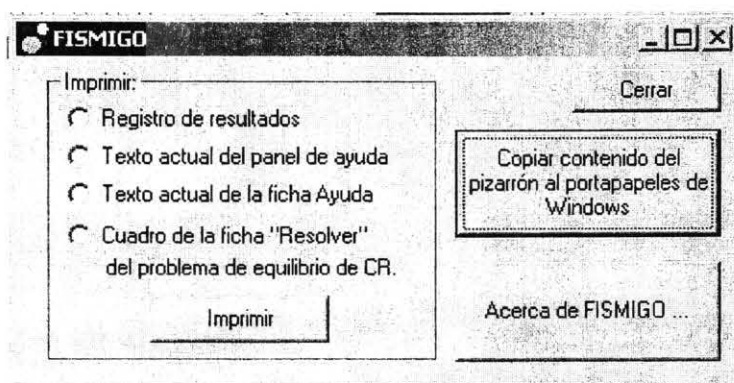 FISMIGO
Imprimir:
Registro de resultados
Texto actual del panel de ayuda
Texto actual de la ficha Ayuda
Cuadro de la ficha "Resolver"
del problema de equilibrio de CR.
Imprimir
Cerrar
Copiar contenido del
pizarrón al portapapeles de
Windows
Acerca de FISMIGO ...